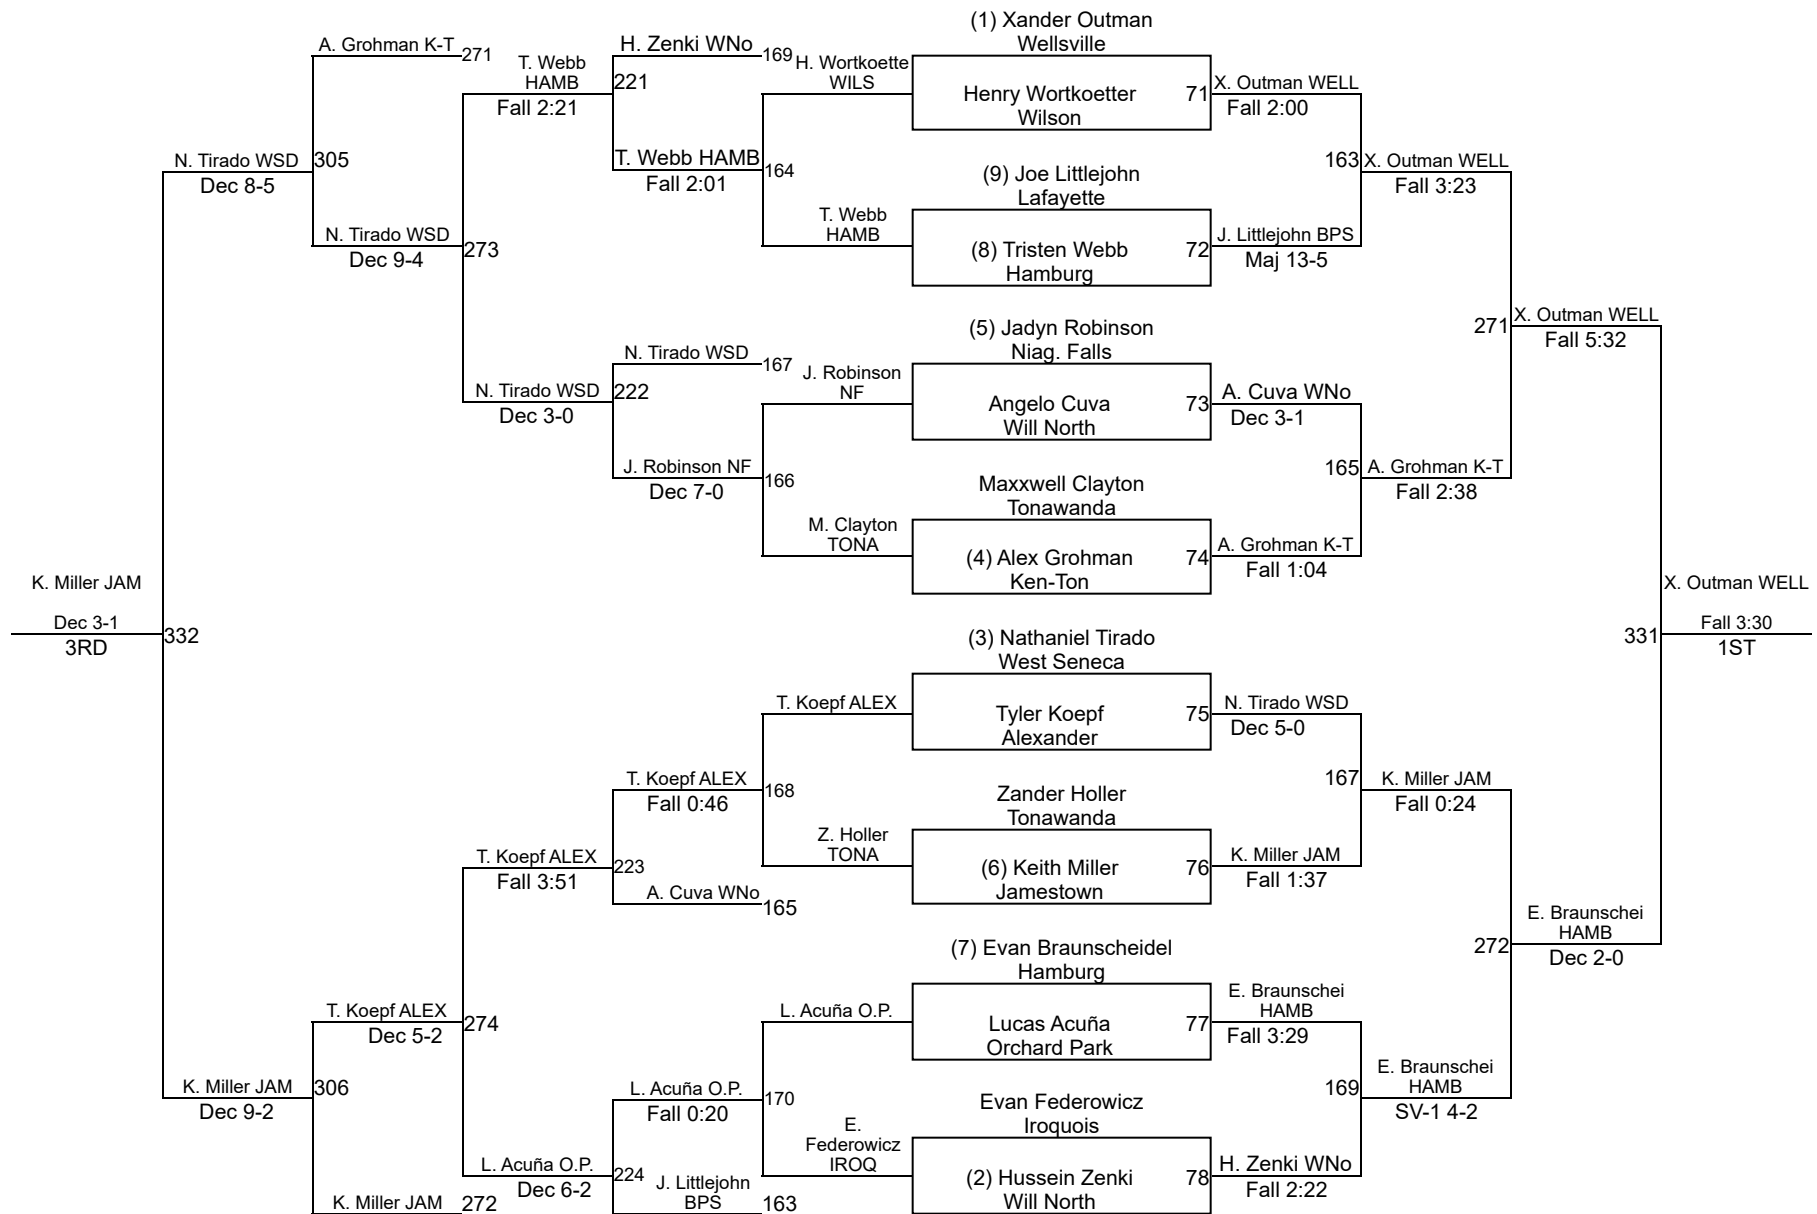 (1) Xander Outman
Wellsville
A. Grohman K-T
271
T. Webb
HAMB
Fall 2:21
H. Zenki WNo
169
221
H. Wortkoette
WILS
Henry Wortkoetter
Wilson
71
X. Outman WELL
Fall 2:00
N. Tirado WSD
Dec 8-5
305
T. Webb HAMB
Fall 2:01
164
163
X. Outman WELL
Fall 3:23
(9) Joe Littlejohn
Lafayette
N. Tirado WSD
Dec 9-4
273
T. Webb
HAMB
(8) Tristen Webb
Hamburg
72
J. Littlejohn BPS
Maj 13-5
271
X. Outman WELL
Fall 5:32
(5) Jadyn Robinson
Niag. Falls
N. Tirado WSD
167
N. Tirado WSD
Dec 3-0
222
J. Robinson
NF
Angelo Cuva
Will North
73
A. Cuva WNo
Dec 3-1
J. Robinson NF
Dec 7-0
166
165
A. Grohman K-T
Fall 2:38
Maxxwell Clayton
Tonawanda
M. Clayton
TONA
(4) Alex Grohman
Ken-Ton
74
A. Grohman K-T
Fall 1:04
K. Miller JAM
Dec 3-1
3RD
332
X. Outman WELL
331
Fall 3:30
1ST
(3) Nathaniel Tirado
West Seneca
T. Koepf ALEX
Tyler Koepf
Alexander
75
N. Tirado WSD
Dec 5-0
T. Koepf ALEX
Fall 0:46
168
167
K. Miller JAM
Fall 0:24
Zander Holler
Tonawanda
T. Koepf ALEX
Fall 3:51
223
A. Cuva WNo
165
Z. Holler
TONA
(6) Keith Miller
Jamestown
76
K. Miller JAM
Fall 1:37
272
E. Braunschei
HAMB
Dec 2-0
(7) Evan Braunscheidel
Hamburg
T. Koepf ALEX
Dec 5-2
274
L. Acuña O.P.
Lucas Acuña
Orchard Park
77
E. Braunschei
HAMB
Fall 3:29
K. Miller JAM
Dec 9-2
306
L. Acuña O.P.
Fall 0:20
170
169
E. Braunschei
HAMB
SV-1 4-2
Evan Federowicz
Iroquois
L. Acuña O.P.
Dec 6-2
224
E.
Federowicz
IROQ
(2) Hussein Zenki
Will North
78
H. Zenki WNo
Fall 2:22
K. Miller JAM
272
J. Littlejohn
BPS
163